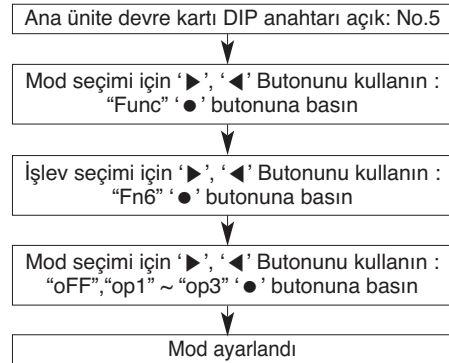 Ana ünite devre kartı DIP anahtarı açık: No.5
Mod seçimi için ‘▶’, ‘◀’ Butonunu kullanın :
“Func” ‘●’ butonuna basın
İşlev seçimi için ‘▶’, ‘◀’ Butonunu kullanın :
“Fn6” ‘●’ butonuna basın
Mod seçimi için ‘▶’, ‘◀’ Butonunu kullanın :
“oFF”,“op1” ~ “op3” ‘●’ butonuna basın
Mod ayarlandı